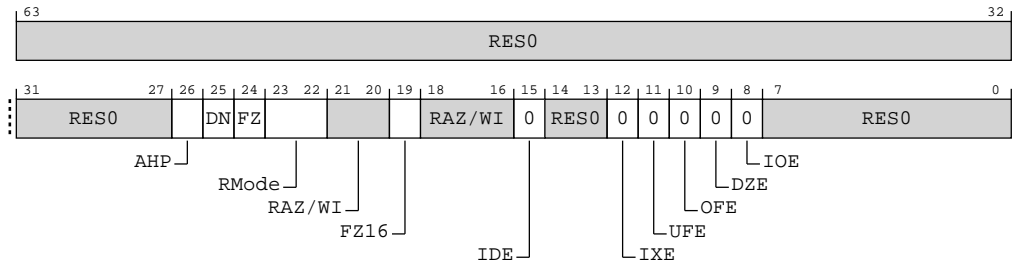 63 32
RES0
31 27 26 25 24 23 22 21 20 19 18 16 15 14 13 12 11 10 9 8 7 0
RES0 DN FZ RAZ/WI 0 RES0 0 0 0 0 0 RES0
AHP IOE
RMode DZE
RAZ/WI OFE
FZ16 UFE
IDE IXE